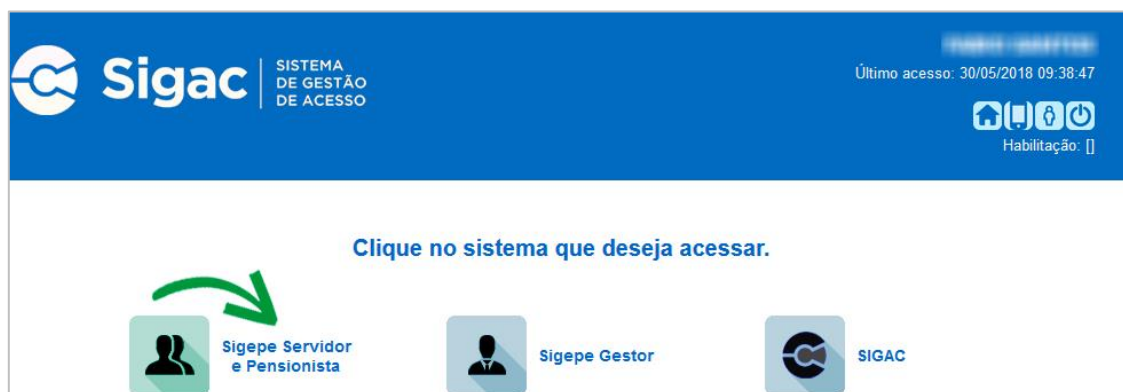 Sigac
SISTEMA
DE GESTÃO
DE ACESSO
Último acesso: 30/05/2018 09:38:47
Habilitação: []
Clique no sistema que deseja acessar.
Sigepe Servidor
e Pensionista
Sigepe Gestor
SIGAC